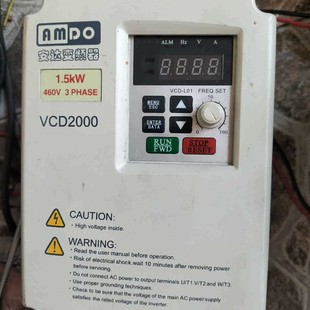 AMDO
安达变频器
1.5kW
460V 3 PHASE
VCD2000
ALM Hz V A
8.8.8.8.
VCD-L01 FREQ.SET
MENU
ESC
ENTER
DATA
10
0 100
RUN
FWD
STOP
RESET
CAUTION:
High voltage inside.
WARNING:
Read the user manual before operation.
Risk of electrical shock.wait 10 minutes after removing power
before servicing.
Do not connect AC power to output terminals U/T1 V/T2 and W/T3.
Use proper grounding techniques.
Check to be sure that the voltage of the main AC power supply
satisfies the rated voltage of the inverter.